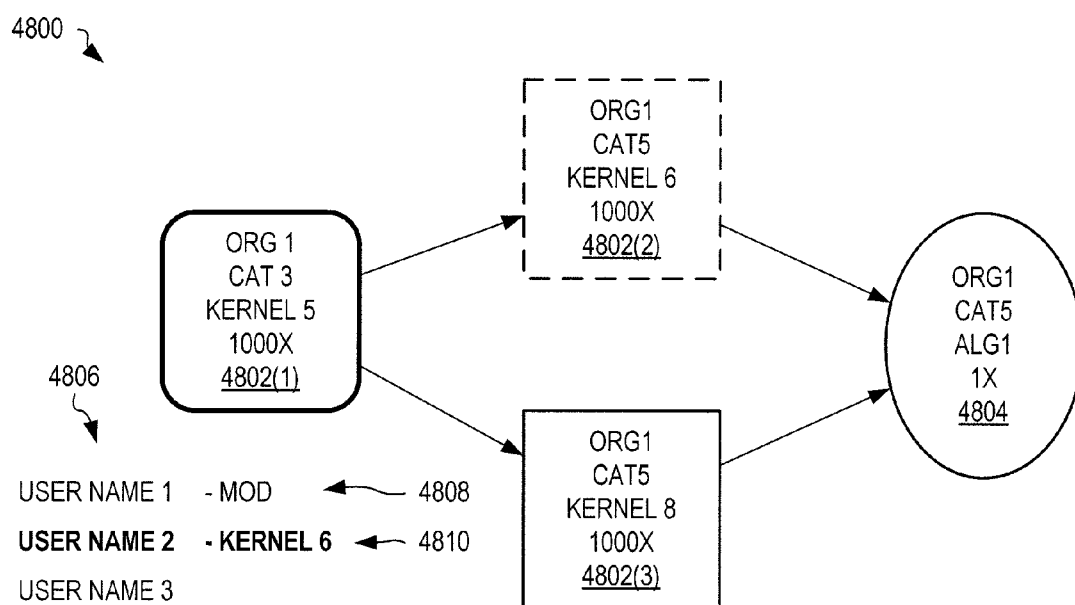 4800
ORG1
CAT5
KERNEL 6
1000X
4802(2)
ORG 1
CAT 3
KERNEL 5
1000X
4802(1)
ORG1
CAT5
ALG1
1X
4804
4806
ORG1
CAT5
KERNEL 8
1000X
4802(3)
USER NAME 1 - MOD 4808
USER NAME 2 - KERNEL 6 4810
USER NAME 3